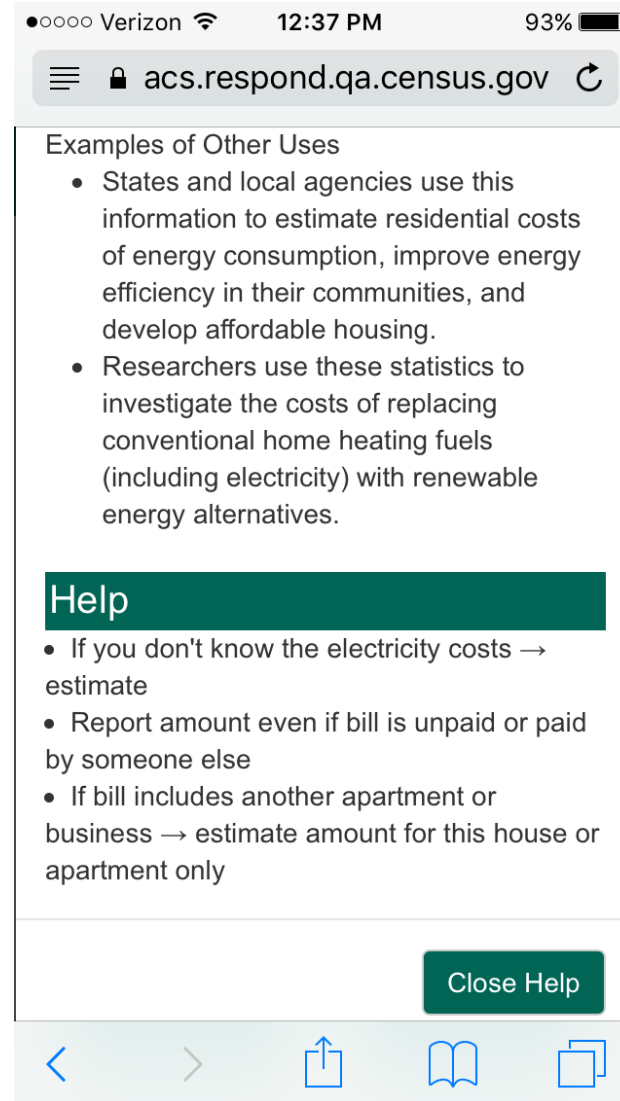 Verizon 12:37 PM 93%
acs.respond.qa.census.gov
Examples of Other Uses
• States and local agencies use this
information to estimate residential costs
of energy consumption, improve energy
efficiency in their communities, and
develop affordable housing.
• Researchers use these statistics to
investigate the costs of replacing
conventional home heating fuels
(including electricity) with renewable
energy alternatives.
Help
• If you don't know the electricity costs →
estimate
• Report amount even if bill is unpaid or paid
by someone else
• If bill includes another apartment or
business → estimate amount for this house or
apartment only
Close Help